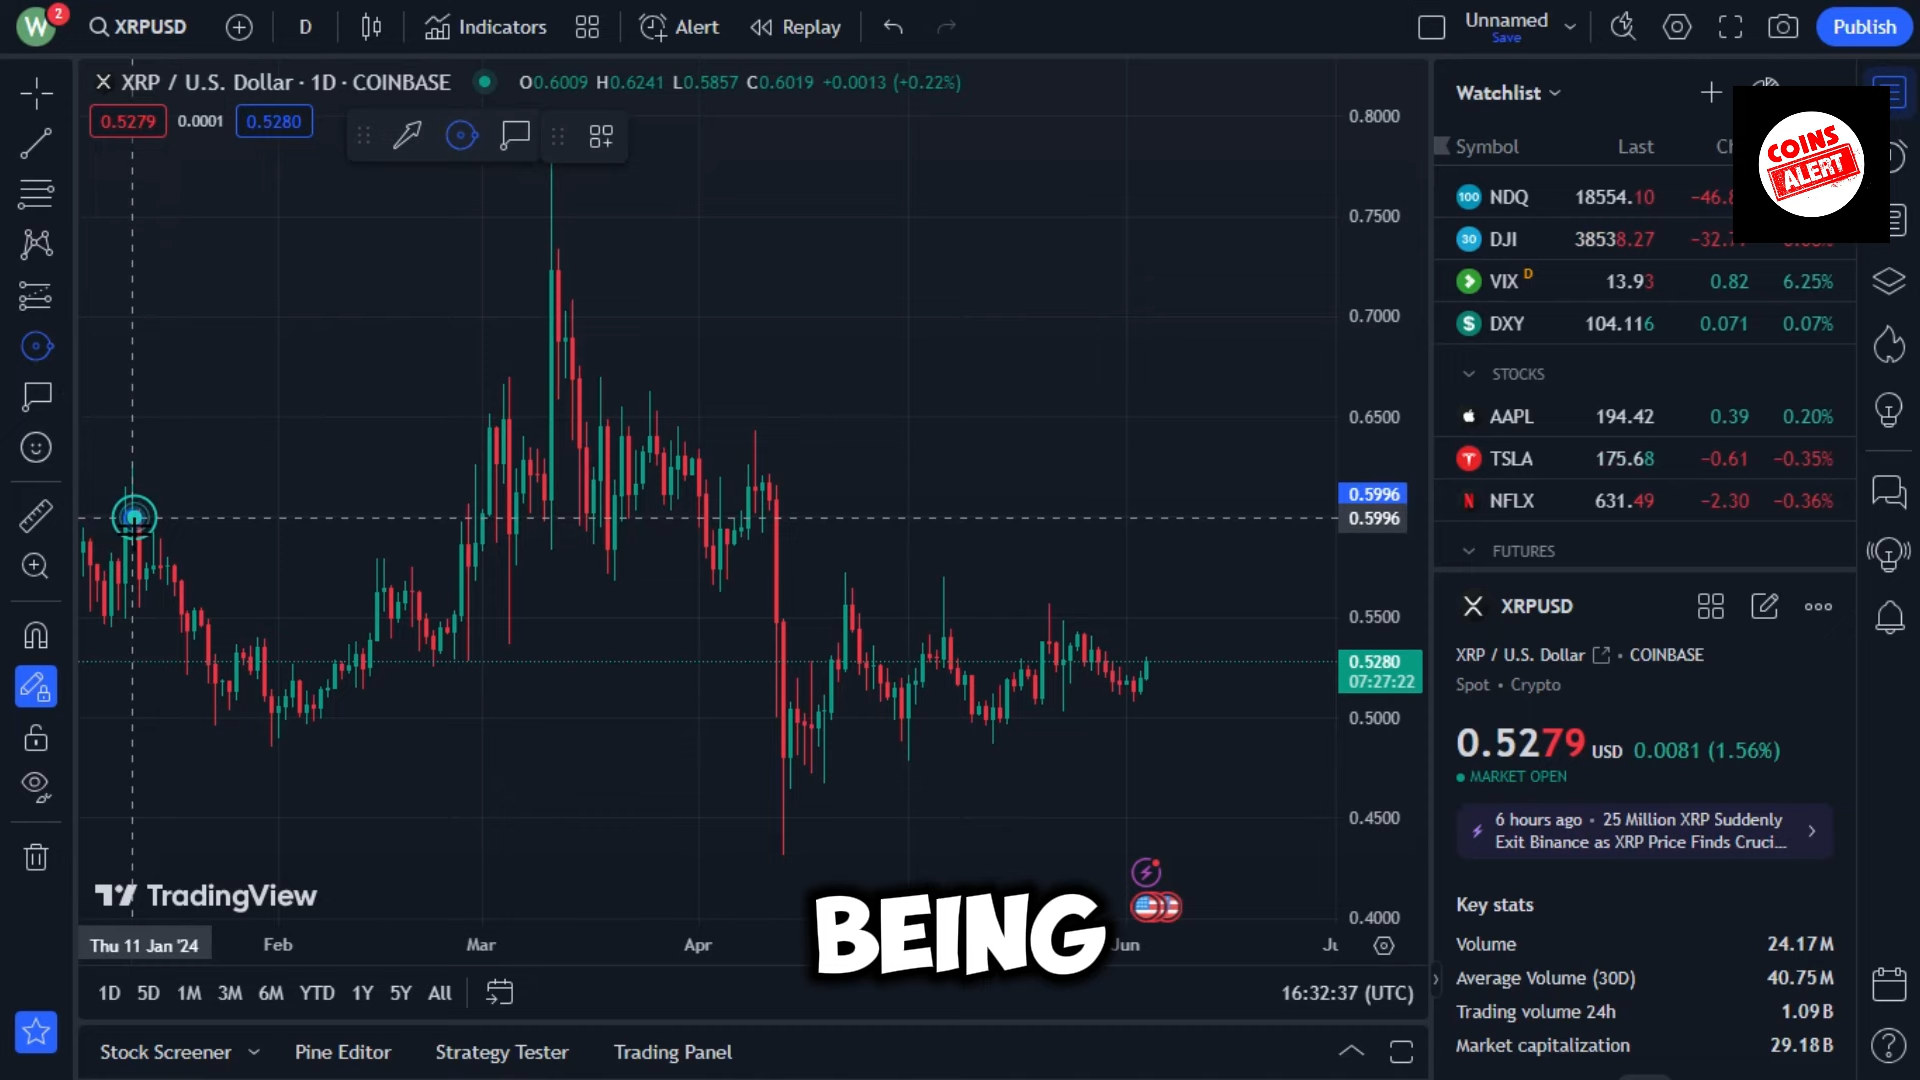 W 2 XRPUSD D Indicators Alert Replay Unnamed Save Publish
X XRP / U.S. Dollar · 1D · COINBASE O0.6009 H0.6241 L0.5857 C0.6019 +0.0013 (+0.22%)
0.5279 0.0001 0.5280
0.8000
0.7500
0.7000
0.6500
0.5996
0.5996
0.5500
0.5280
07:27:22
0.5000
0.4500
0.4000
TradingView
BEING
Thu 11 Jan '24 Feb Mar Apr Jun
1D 5D 1M 3M 6M YTD 1Y 5Y All 16:32:37 (UTC)
Stock Screener Pine Editor Strategy Tester Trading Panel
Watchlist
COINS
ALERT
Symbol Last
100 NDQ 18554.10
30 DJI 38538.27
VIX D 13.93 0.82 6.25%
$ DXY 104.116 0.071 0.07%
STOCKS
AAPL 194.42 0.39 0.20%
TSLA 175.68 −0.61 −0.35%
N NFLX 631.49 −2.30 −0.36%
FUTURES
XRPUSD
XRP / U.S. Dollar • COINBASE
Spot • Crypto
0.5279 USD 0.0081 (1.56%)
MARKET OPEN
6 hours ago • 25 Million XRP Suddenly
Exit Binance as XRP Price Finds Cruci...
Key stats
Volume 24.17M
Average Volume (30D) 40.75M
Trading volume 24h 1.09B
Market capitalization 29.18B